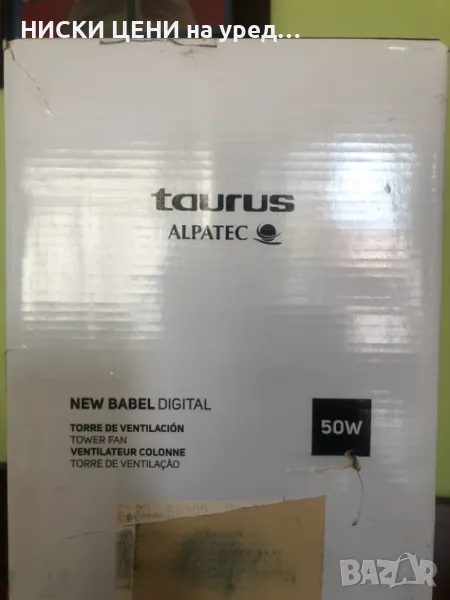 НИСКИ ЦЕНИ на уред...
taurus
ALPATEC
NEW BABEL DIGITAL
50W
TORRE DE VENTILACIÓN
TOWER FAN
VENTILATEUR COLONNE
TORRE DE VENTILAÇÃO
BAZAR